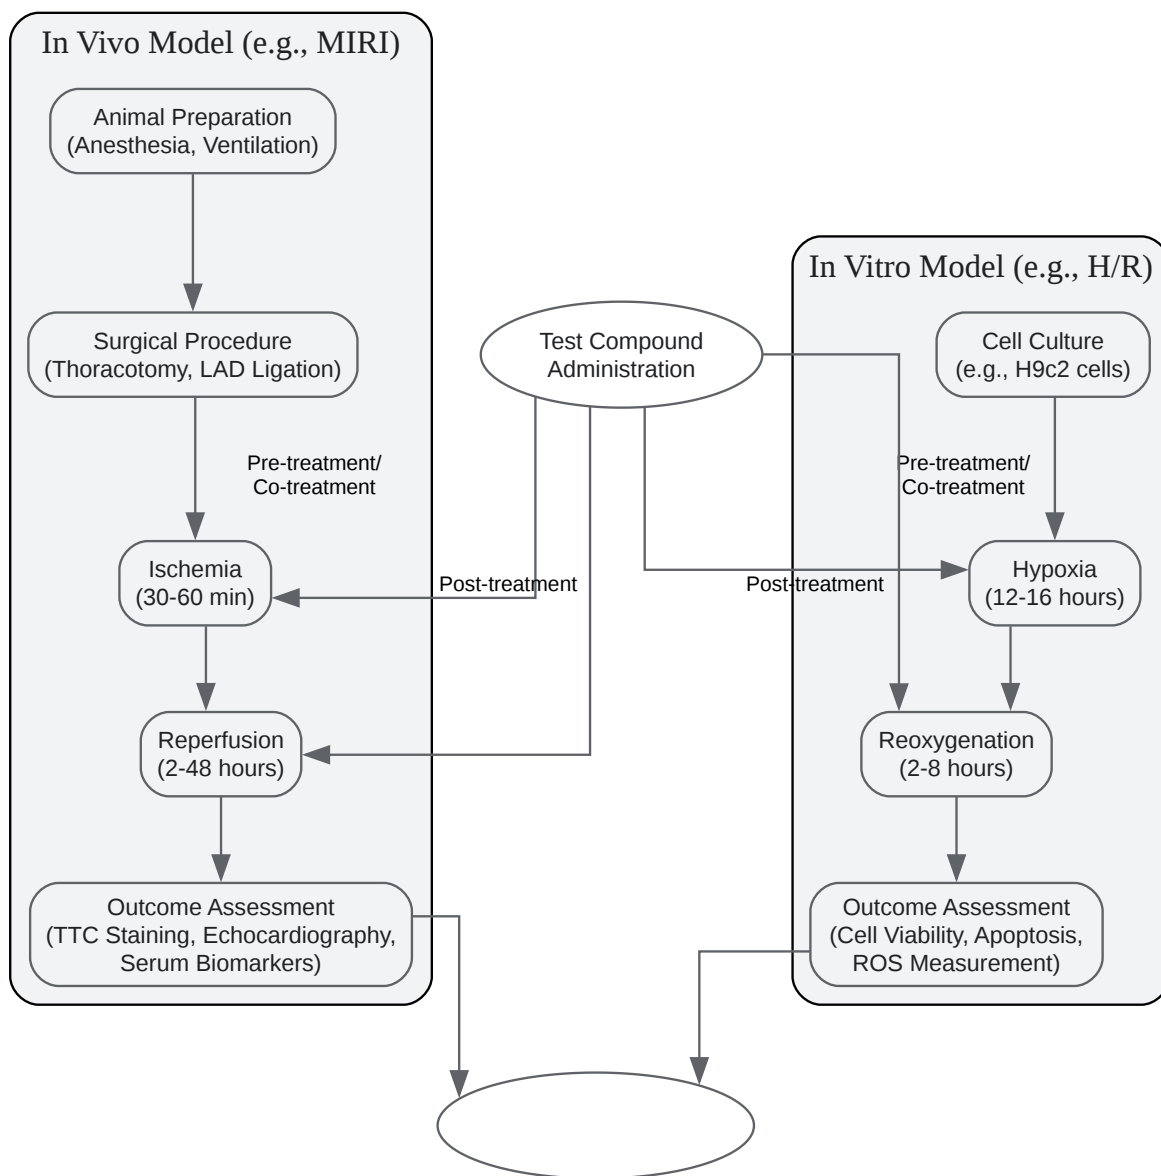 In Vivo Model (e.g., MIRI)
Animal Preparation
(Anesthesia, Ventilation)
Surgical Procedure
(Thoracotomy, LAD Ligation)
Pre-treatment/
Co-treatment
Ischemia
(30-60 min)
Post-treatment
Reperfusion
(2-48 hours)
Outcome Assessment
(TTC Staining, Echocardiography,
Serum Biomarkers)
Test Compound
Administration
In Vitro Model (e.g., H/R)
Cell Culture
(e.g., H9c2 cells)
Pre-treatment/
Co-treatment
Post-treatment
Hypoxia
(12-16 hours)
Reoxygenation
(2-8 hours)
Outcome Assessment
(Cell Viability, Apoptosis,
ROS Measurement)